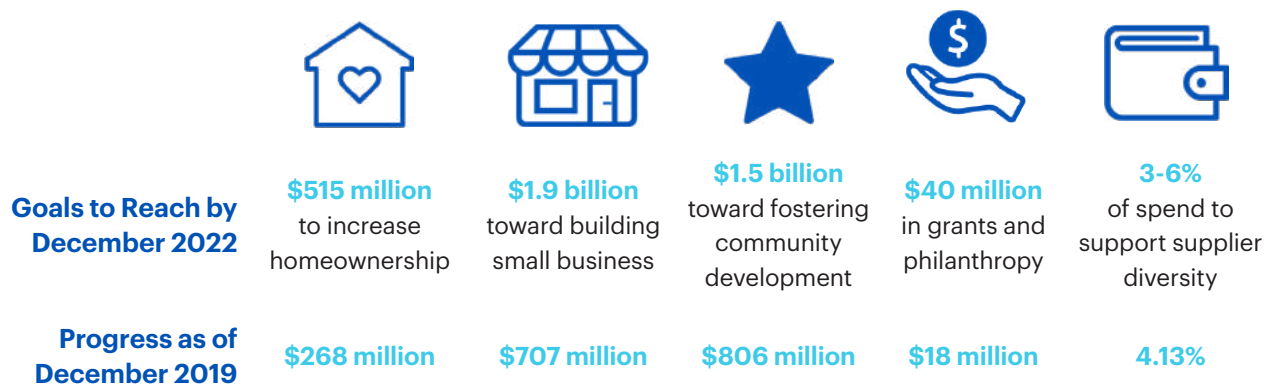 $
Goals to Reach by
December 2022
$515 million
to increase
homeownership
$1.9 billion
toward building
small business
$1.5 billion
toward fostering
community
development
$40 million
in grants and
philanthropy
3-6%
of spend to
support supplier
diversity
Progress as of
December 2019
$268 million
$707 million
$806 million
$18 million
4.13%